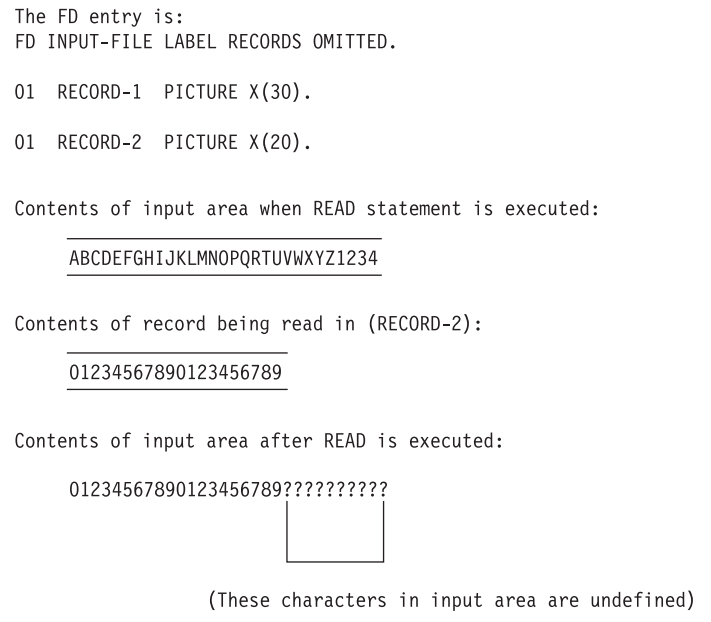 The FD entry is:
FD INPUT-FILE LABEL RECORDS OMITTED.
01 RECORD-1 PICTURE X(30).
01 RECORD-2 PICTURE X(20).
Contents of input area when READ statement is executed:
ABCDEFGHIJKLMNOPQRTUVWXYZ1234
Contents of record being read in (RECORD-2):
01234567890123456789
Contents of input area after READ is executed:
01234567890123456789??????????
(These characters in input area are undefined)